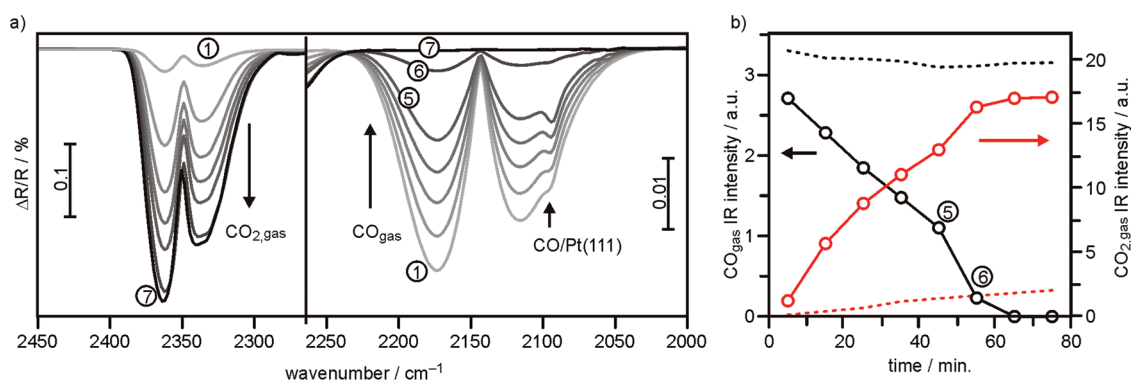 a)
ΔR/R / %
0.1
①
⑦
CO2,gas
⑦
⑥
⑤
①
COgas
CO/Pt(111)
0.01
2450 2400 2350 2300 2250 2200 2150 2100 2050 2000
wavenumber / cm–1
b)
COgas IR intensity / a.u.
3
2
1
0
⑤
⑥
20
15
10
5
0
CO2,gas IR intensity / a.u.
0 20 40 60 80
time / min.